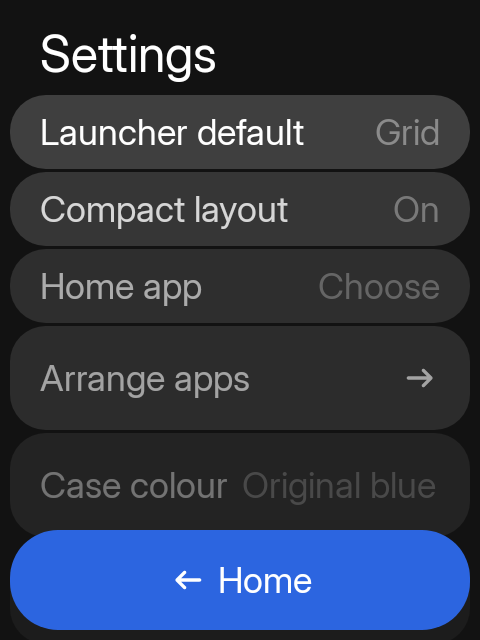 Settings
Launcher default Grid
Compact layout On
Home app Choose
Arrange apps →
Case colour Original blue
← Home